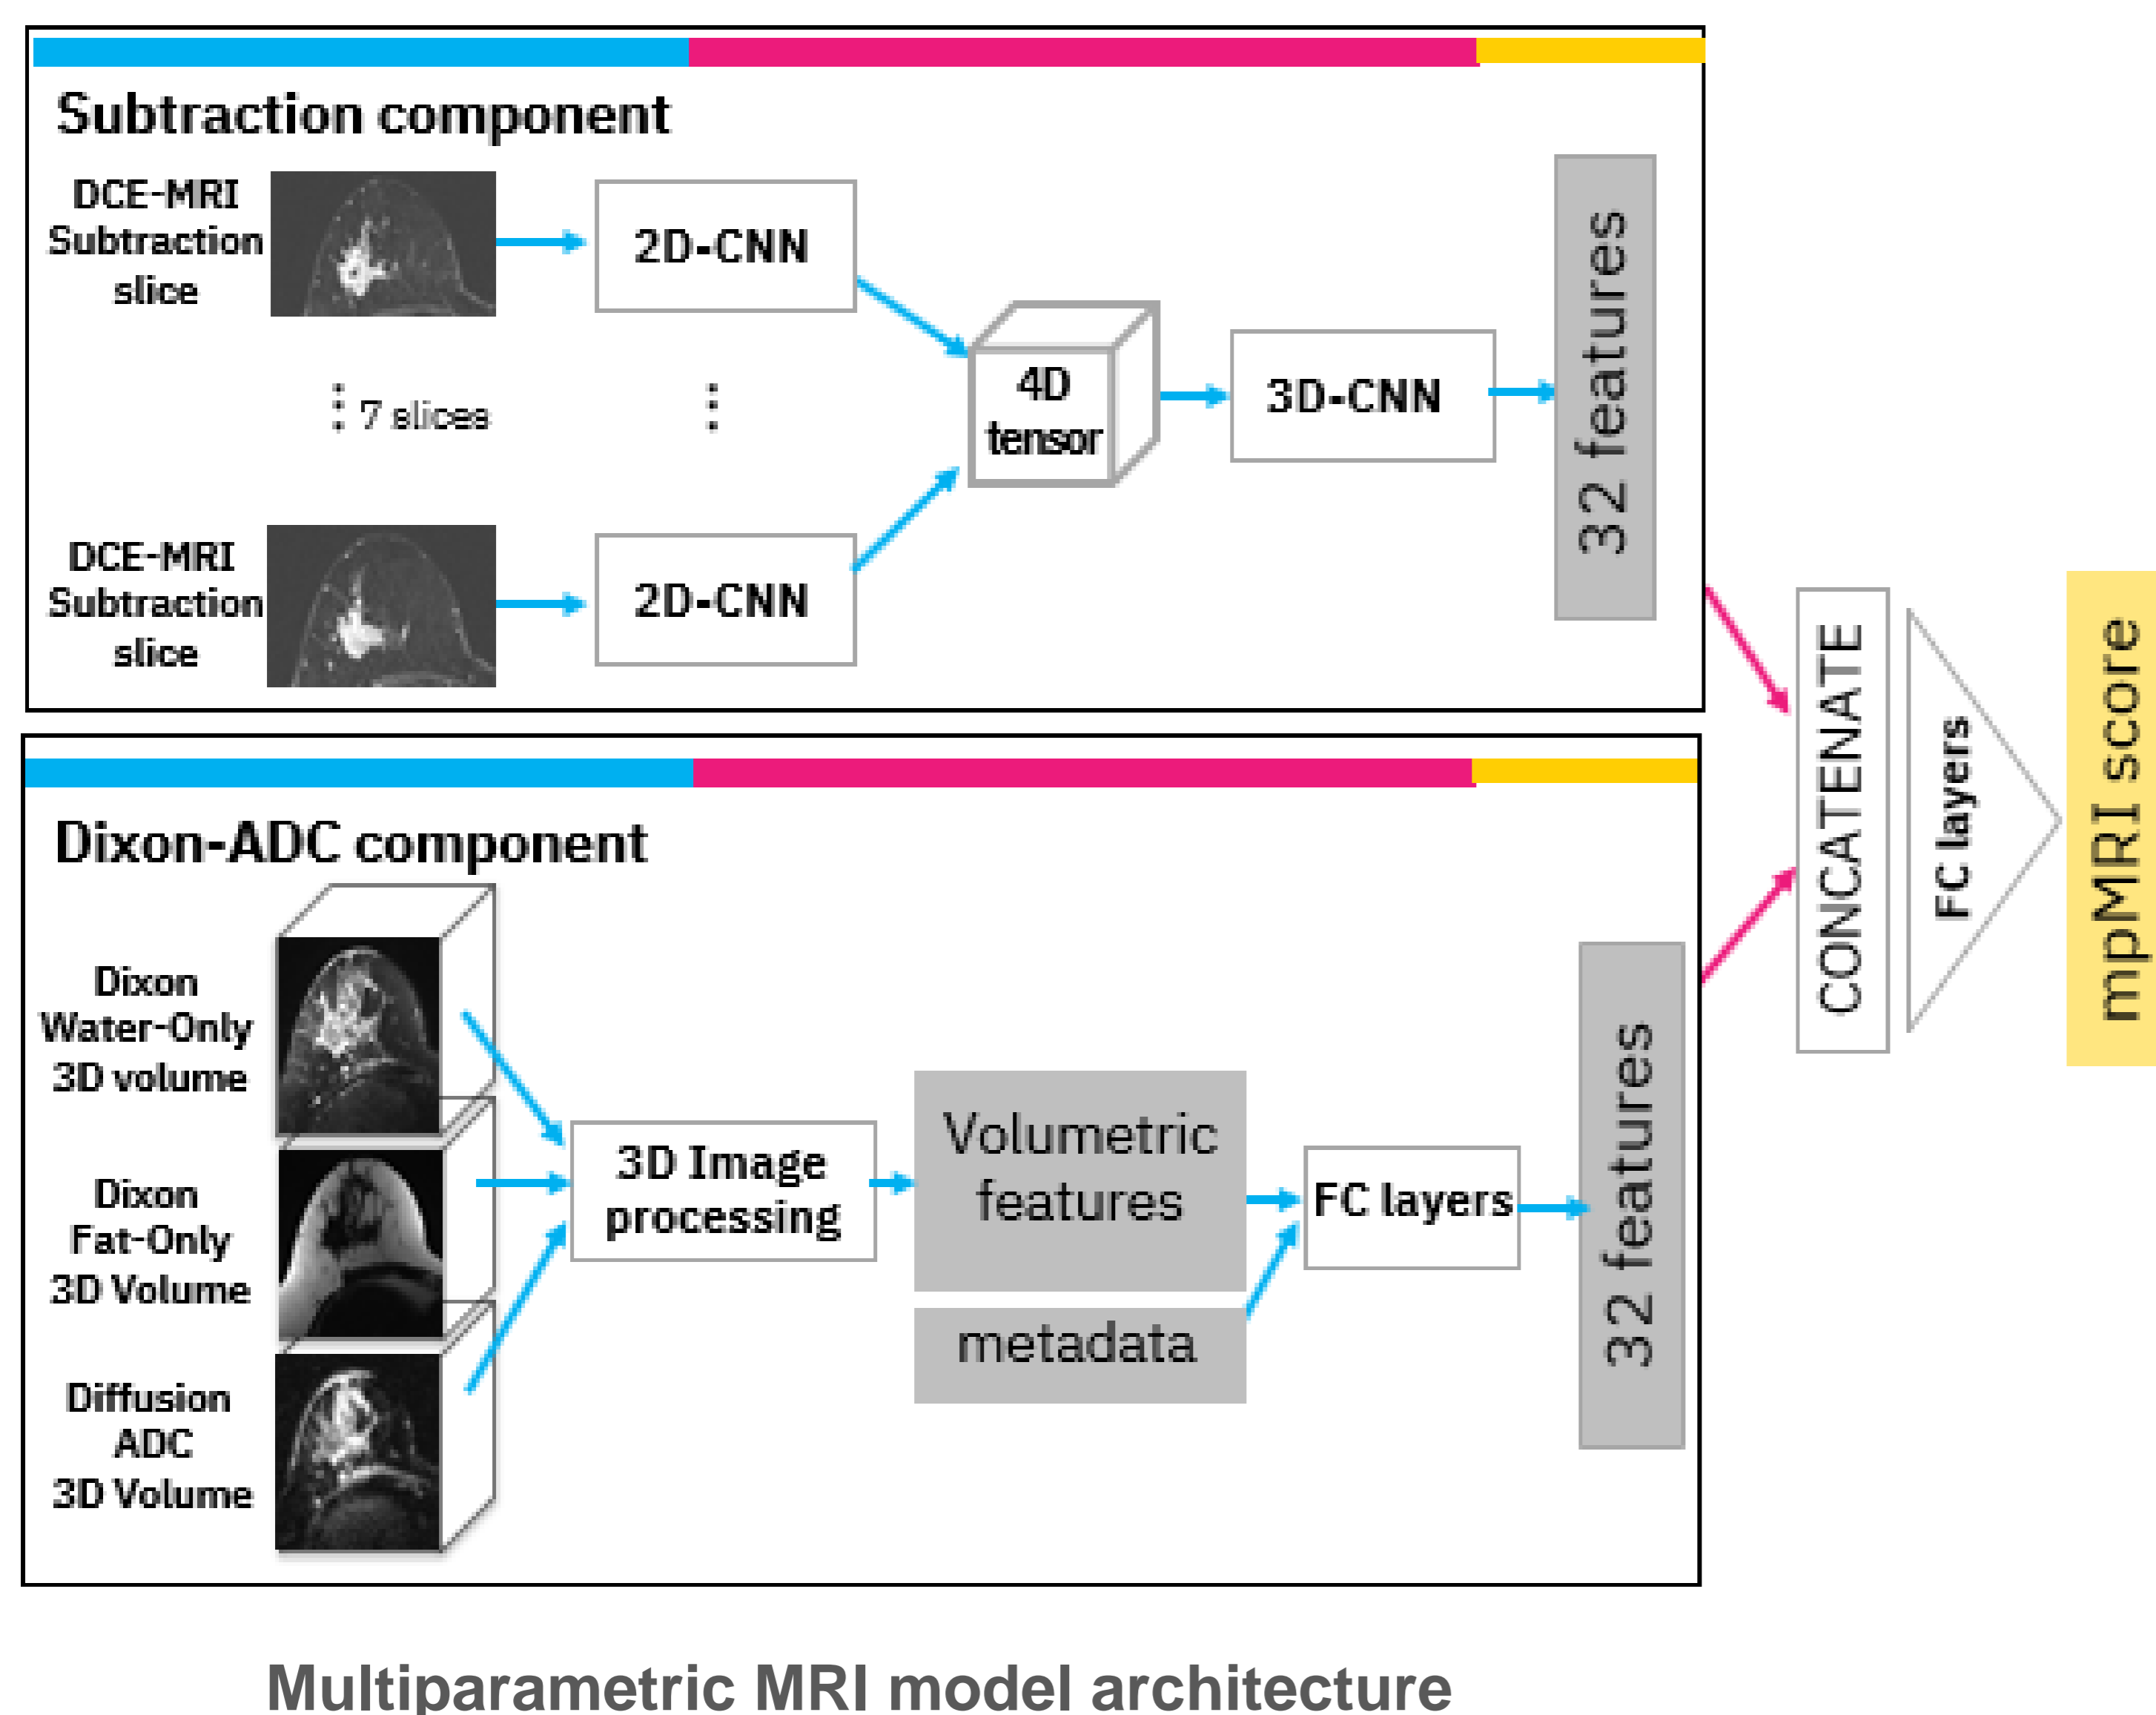 Subtraction component
DCE-MRI
Subtraction
slice
2D-CNN
7 slices
DCE-MRI
Subtraction
slice
2D-CNN
4D
tensor
3D-CNN
32 features
Dixon-ADC component
Dixon
Water-Only
3D volume
Dixon
Fat-Only
3D Volume
Diffusion
ADC
3D Volume
3D Image
processing
Volumetric
features
metadata
FC layers
32 features
CONCATENATE
FC layers
mpMRI score
Multiparametric MRI model architecture